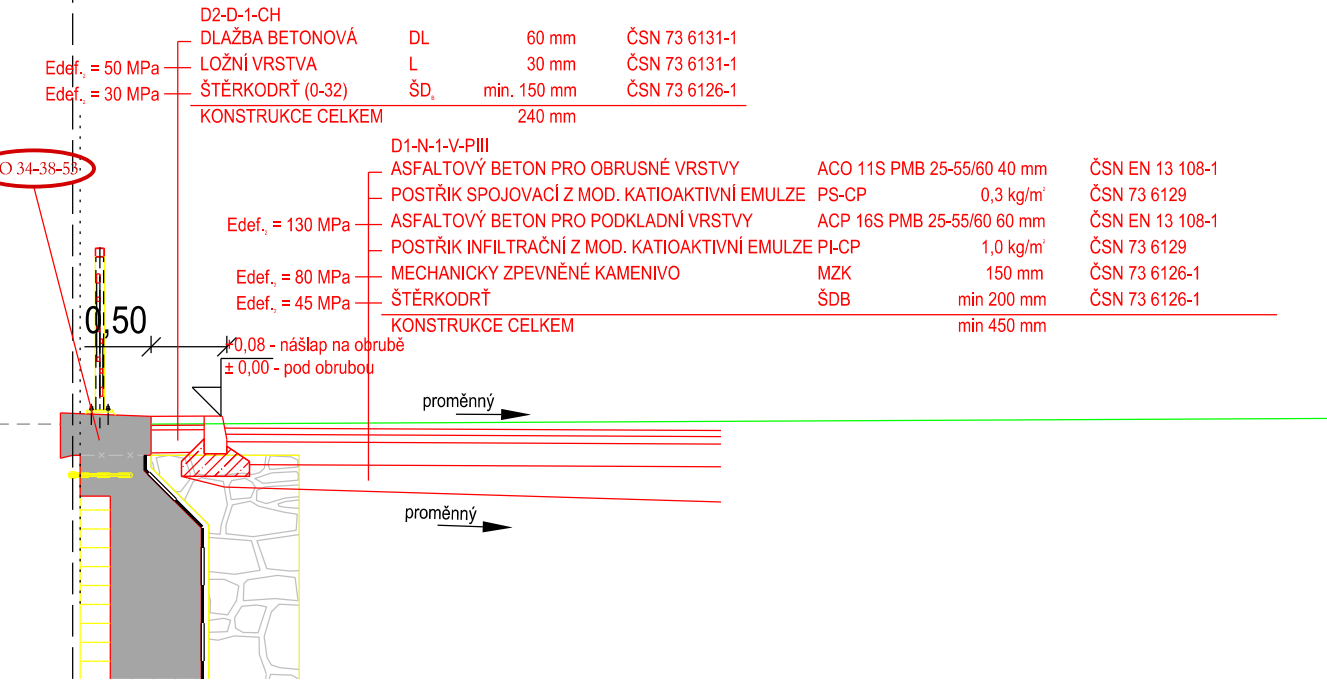 D2-D-1-CH
DLAŽBA BETONOVÁ DL 60 mm ČSN 73 6131-1
Edef.₂ = 50 MPa LOŽNÍ VRSTVA L 30 mm ČSN 73 6131-1
Edef.₂ = 30 MPa ŠTĚRKODRŤ (0-32) ŠD min. 150 mm ČSN 73 6126-1
KONSTRUKCE CELKEM 240 mm
D1-N-1-V-PIII
O 34-38-53
ASFALTOVÝ BETON PRO OBRUSNÉ VRSTVY ACO 11S PMB 25-55/60 40 mm ČSN EN 13 108-1
POSTŘIK SPOJOVACÍ Z MOD. KATIOAKTIVNÍ EMULZE PS-CP 0,3 kg/m² ČSN 73 6129
Edef.₂ = 130 MPa ASFALTOVÝ BETON PRO PODKLADNÍ VRSTVY ACP 16S PMB 25-55/60 60 mm ČSN EN 13 108-1
POSTŘIK INFILTRAČNÍ Z MOD. KATIOAKTIVNÍ EMULZE PI-CP 1,0 kg/m² ČSN 73 6129
Edef.₂ = 80 MPa MECHANICKY ZPEVNĚNÉ KAMENIVO MZK 150 mm ČSN 73 6126-1
Edef.₂ = 45 MPa ŠTĚRKODRŤ ŠDB min 200 mm ČSN 73 6126-1
KONSTRUKCE CELKEM min 450 mm
0,50
+0,08 - nášlap na obrubě
± 0,00 - pod obrubou
proměnný
proměnný